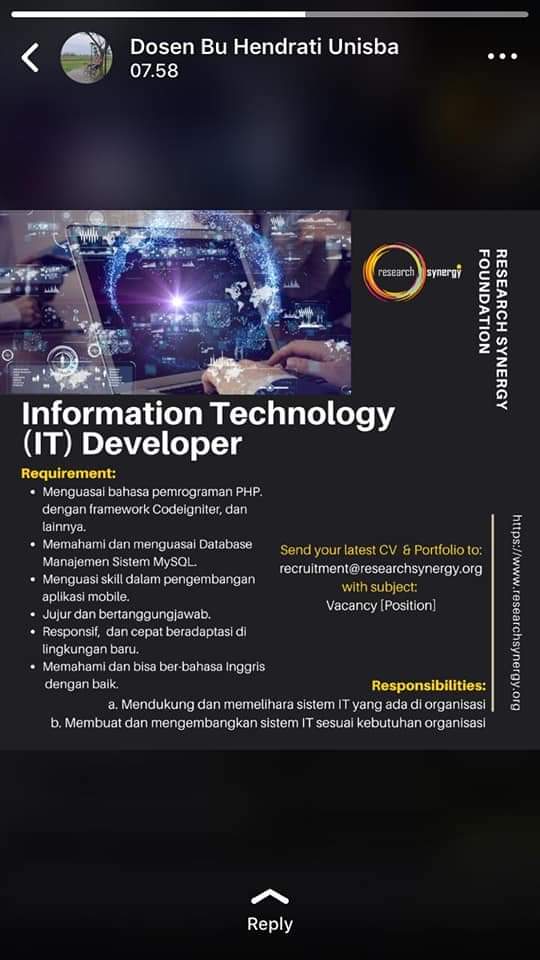 Dosen Bu Hendrati Unisba
07.58
research synergy
RESEARCH SYNERGY
FOUNDATION
Information Technology
(IT) Developer
Requirement:
• Menguasai bahasa pemrograman PHP.
dengan framework Codeigniter, dan
lainnya.
• Memahami dan menguasai Database
Manajemen Sistem MySQL.
• Menguasi skill dalam pengembangan
aplikasi mobile.
• Jujur dan bertanggungjawab.
• Responsif, dan cepat beradaptasi di
lingkungan baru.
• Memahami dan bisa ber-bahasa Inggris
dengan baik.
Send your latest CV & Portfolio to:
recruitment@researchsynergy.org
with subject:
Vacancy [Position]
https://www.researchsynergy.org
Responsibilities:
a. Mendukung dan memelihara sistem IT yang ada di organisasi
b. Membuat dan mengembangkan sistem IT sesuai kebutuhan organisasi
Reply